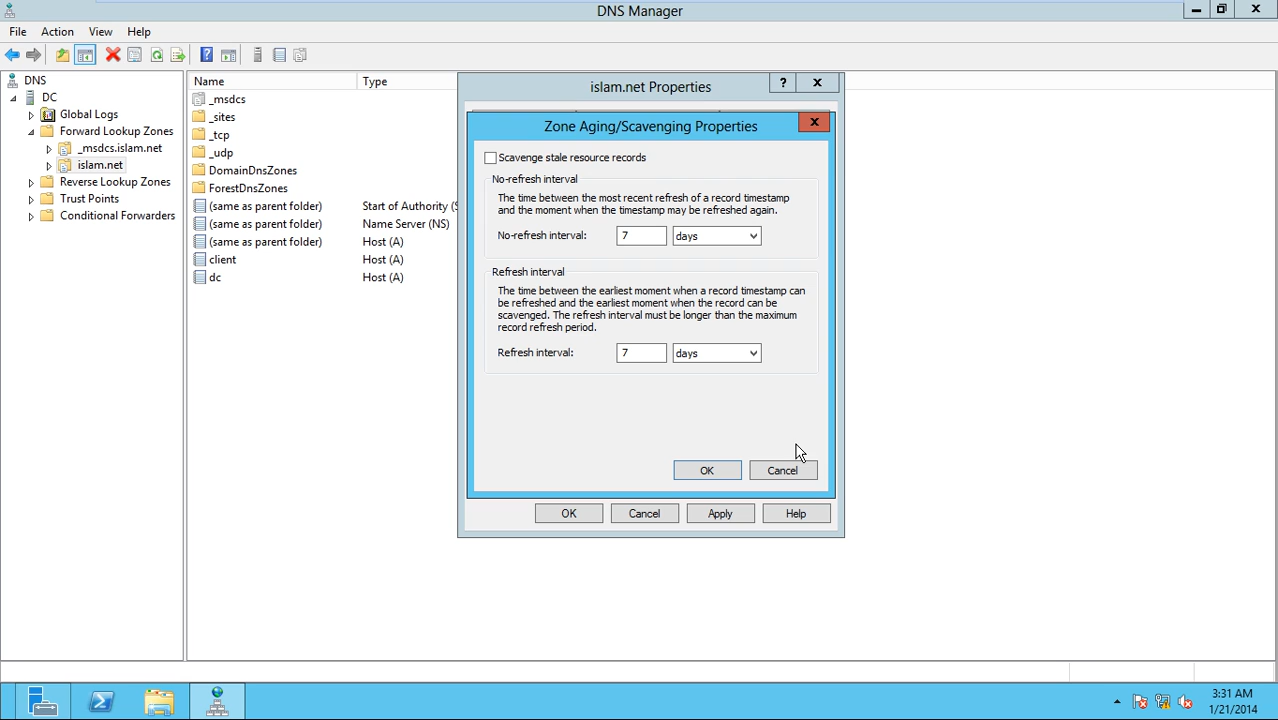 DNS Manager
File Action View Help
DNS
DC
Global Logs
Forward Lookup Zones
_msdcs.islam.net
islam.net
Reverse Lookup Zones
Trust Points
Conditional Forwarders
Name Type
_msdcs
_sites
_tcp
_udp
DomainDnsZones
ForestDnsZones
(same as parent folder) Start of Authority (S
(same as parent folder) Name Server (NS)
(same as parent folder) Host (A)
client Host (A)
dc Host (A)
islam.net Properties
Zone Aging/Scavenging Properties
Scavenge stale resource records
No-refresh interval
The time between the most recent refresh of a record timestamp
and the moment when the timestamp may be refreshed again.
No-refresh interval: 7 days
Refresh interval
The time between the earliest moment when a record timestamp can
be refreshed and the earliest moment when the record can be
scavenged. The refresh interval must be longer than the maximum
record refresh period.
Refresh interval: 7 days
OK Cancel
OK Cancel Apply Help
3:31 AM
1/21/2014